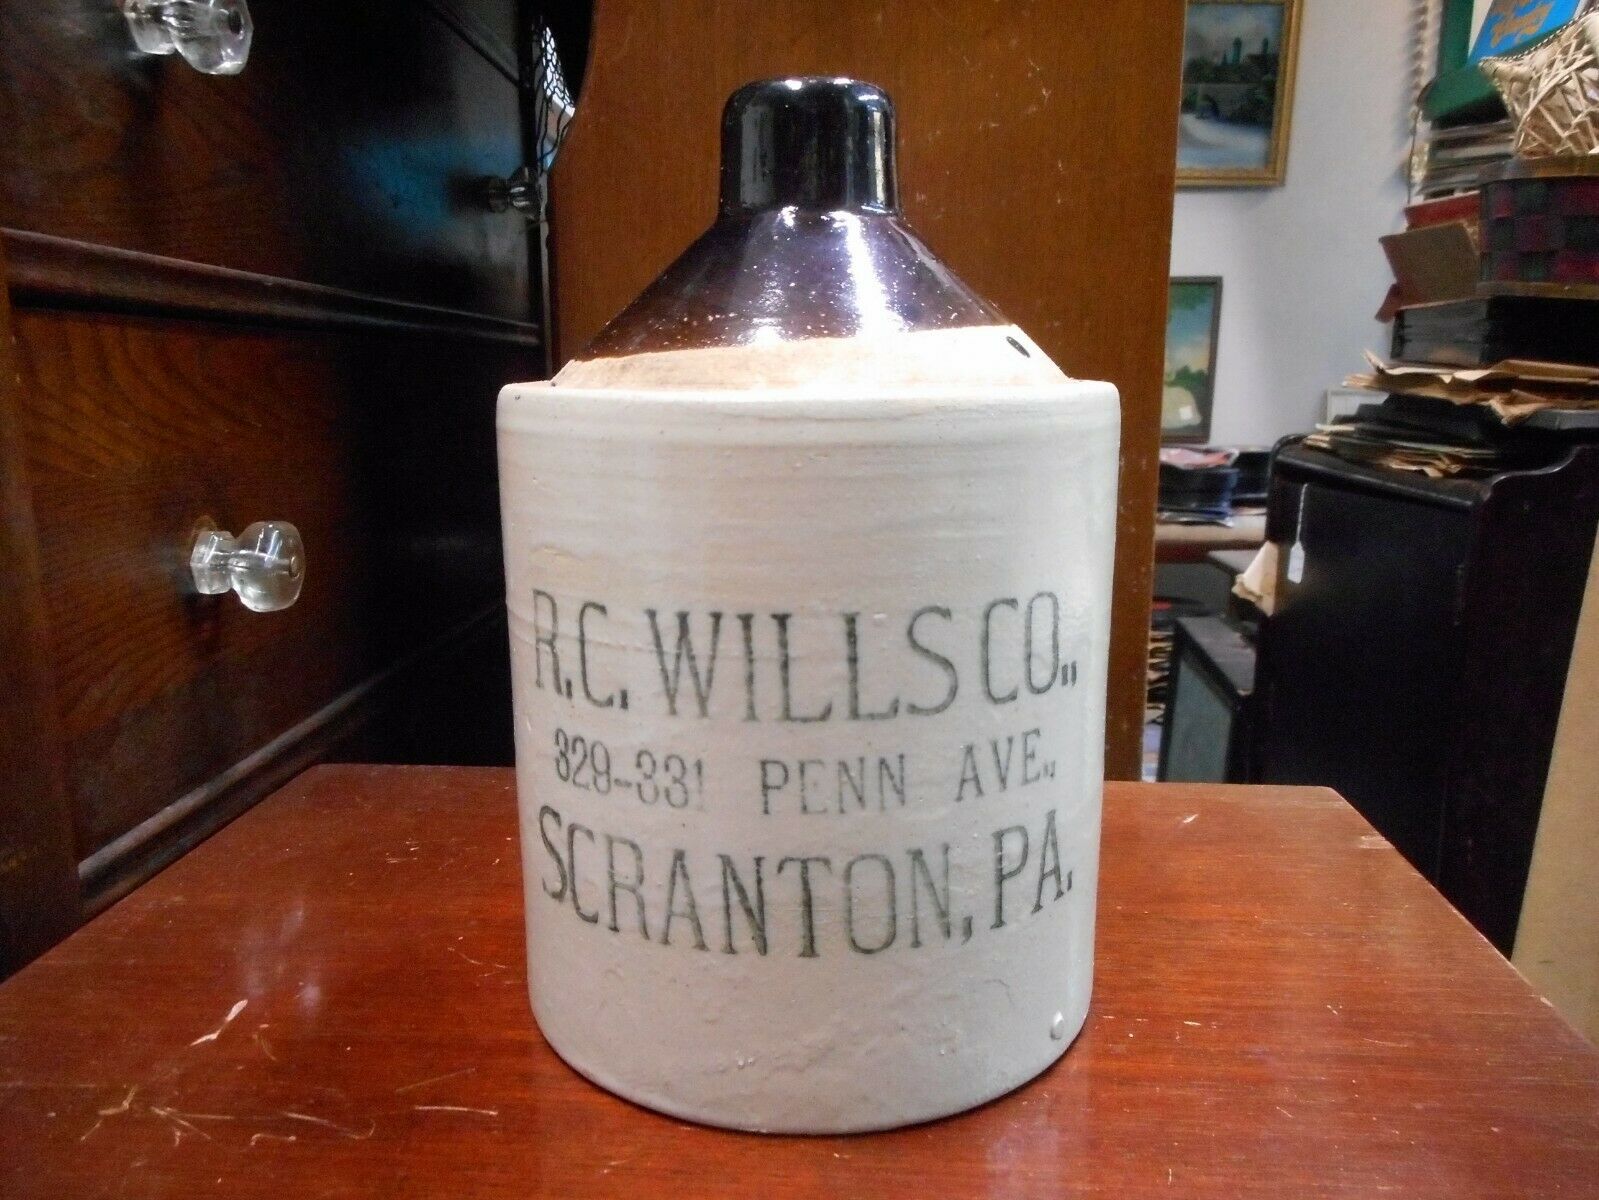 R.C. WILLS CO.,
329-331 PENN AVE.,
SCRANTON, PA.